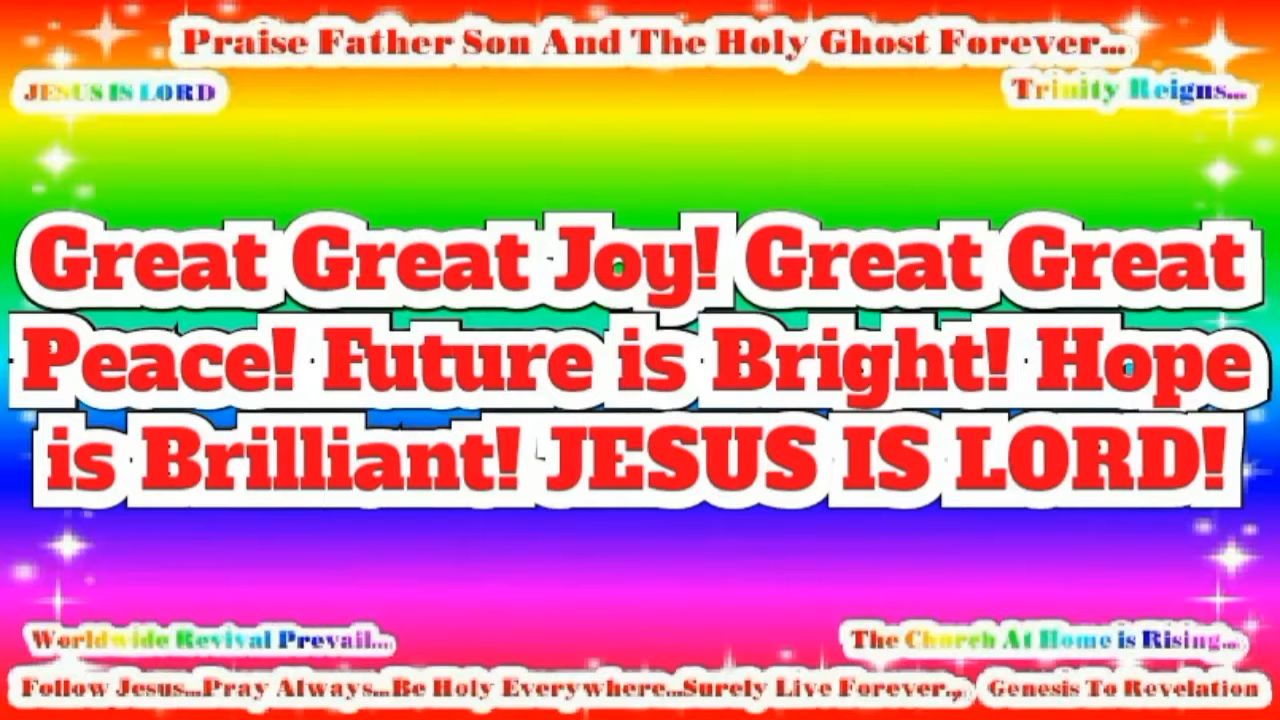 Praise Father Son And The Holy Ghost Forever...
JESUS IS LORD
Trinity Reigns...
Great Great Joy! Great Great
Peace! Future is Bright! Hope
is Brilliant! JESUS IS LORD!
Worldwide Revival Prevail...
The Church At Home is Rising...
Follow Jesus...Pray Always...Be Holy Everywhere...Surely Live Forever...
Genesis To Revelation